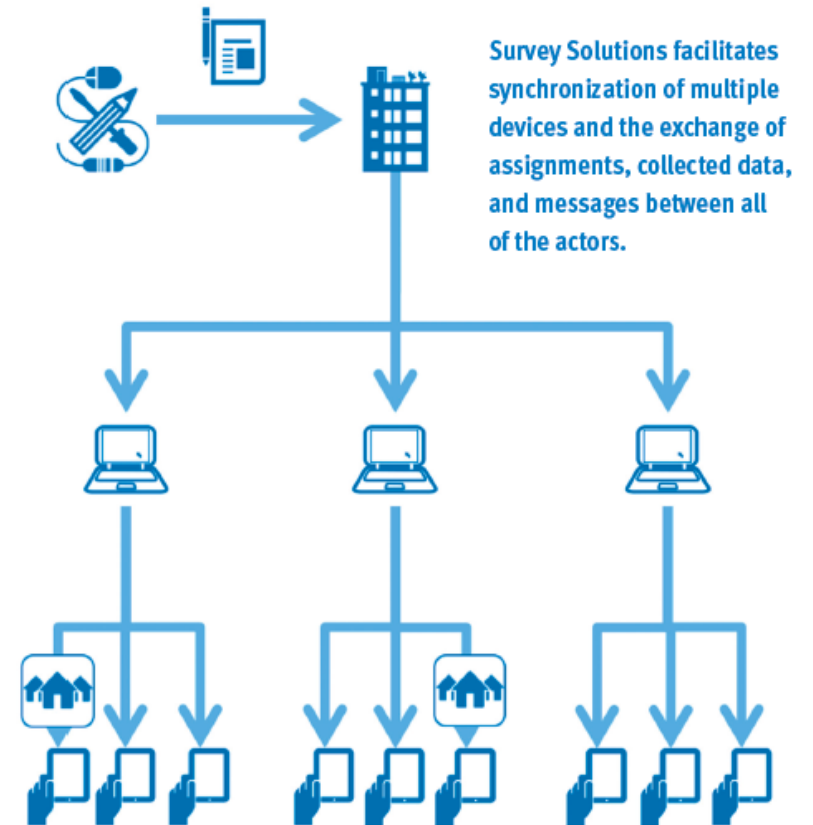 Survey Solutions facilitates
synchronization of multiple
devices and the exchange of
assignments, collected data,
and messages between all
of the actors.